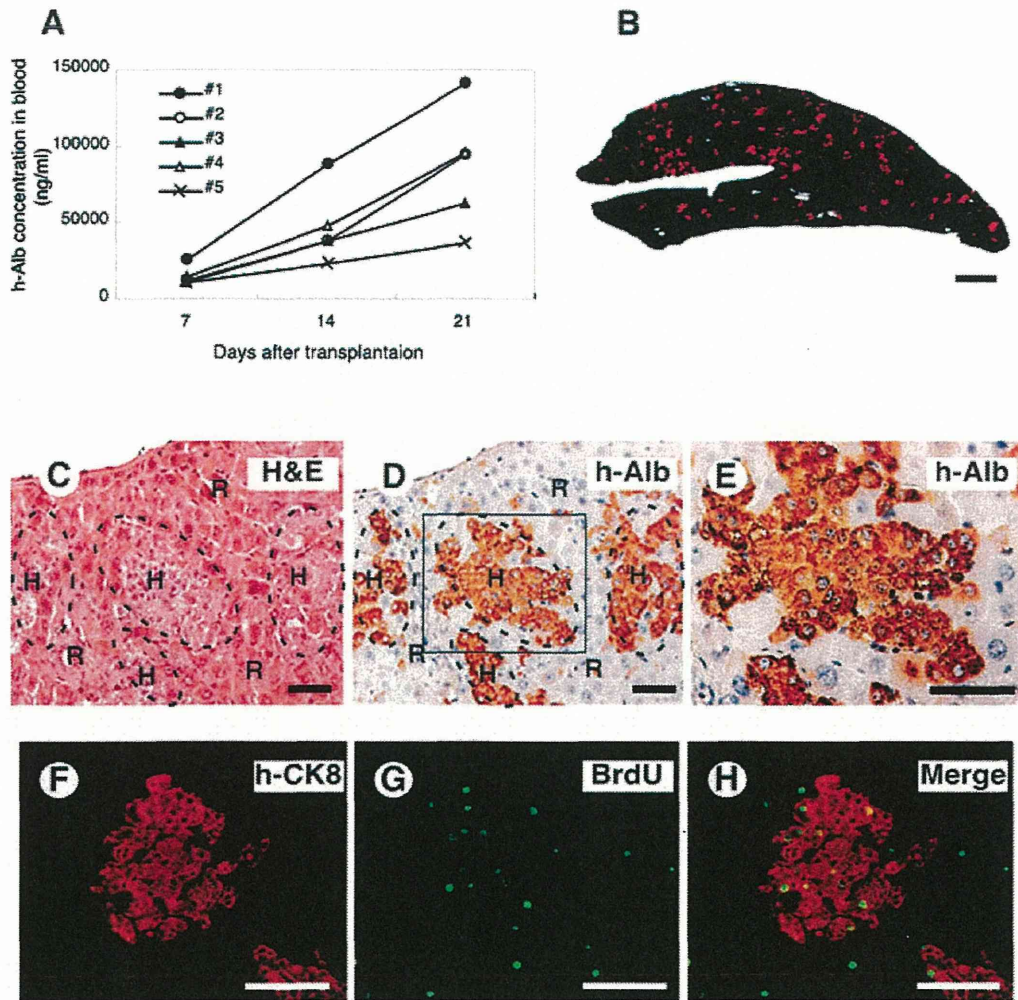 A
h-Alb concentration in blood
(ng/ml)
150000
100000
50000
0
#1
#2
#3
#4
#5
7 14 21
Days after transplantaion
B
C H&E
R
H H H
R H R
D h-Alb
R
H H H
R H R
E h-Alb
F h-CK8
G BrdU
H Merge